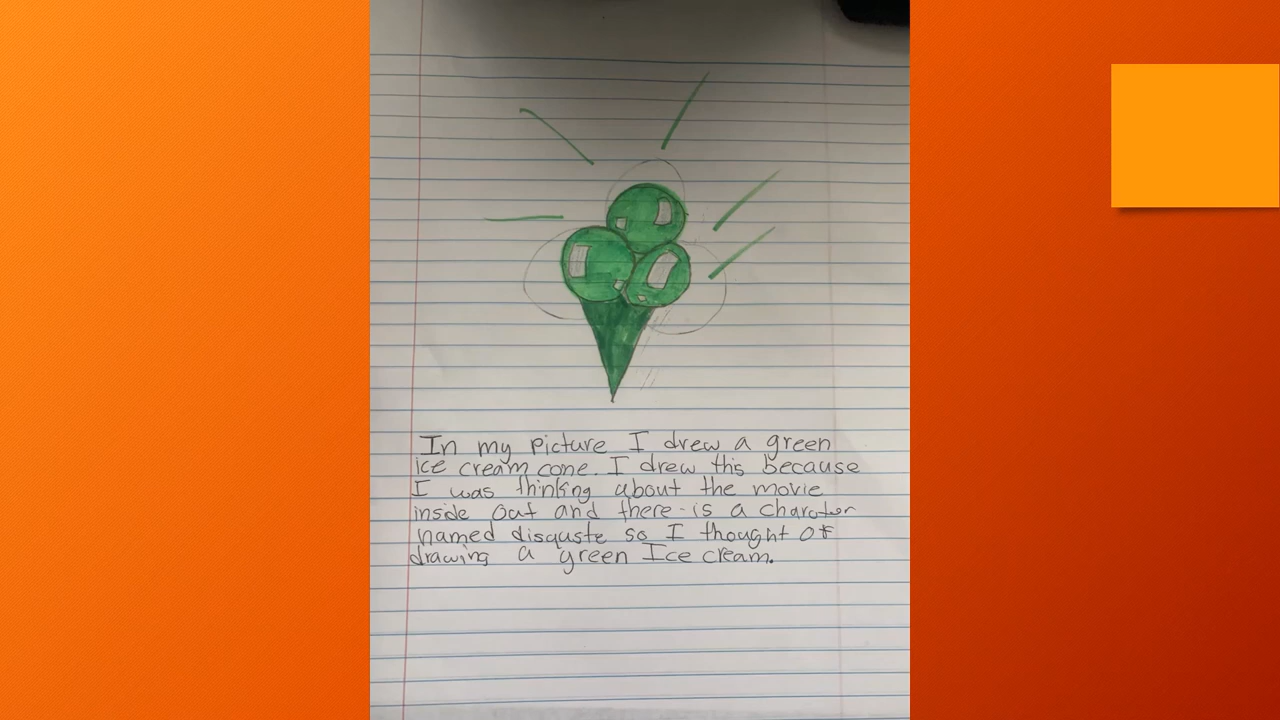 In my picture I drew a green
ice cream cone. I drew this because
I was thinking about the movie
inside out and there is a charoter
named disguste so I thought of
drawing a green Ice cream.